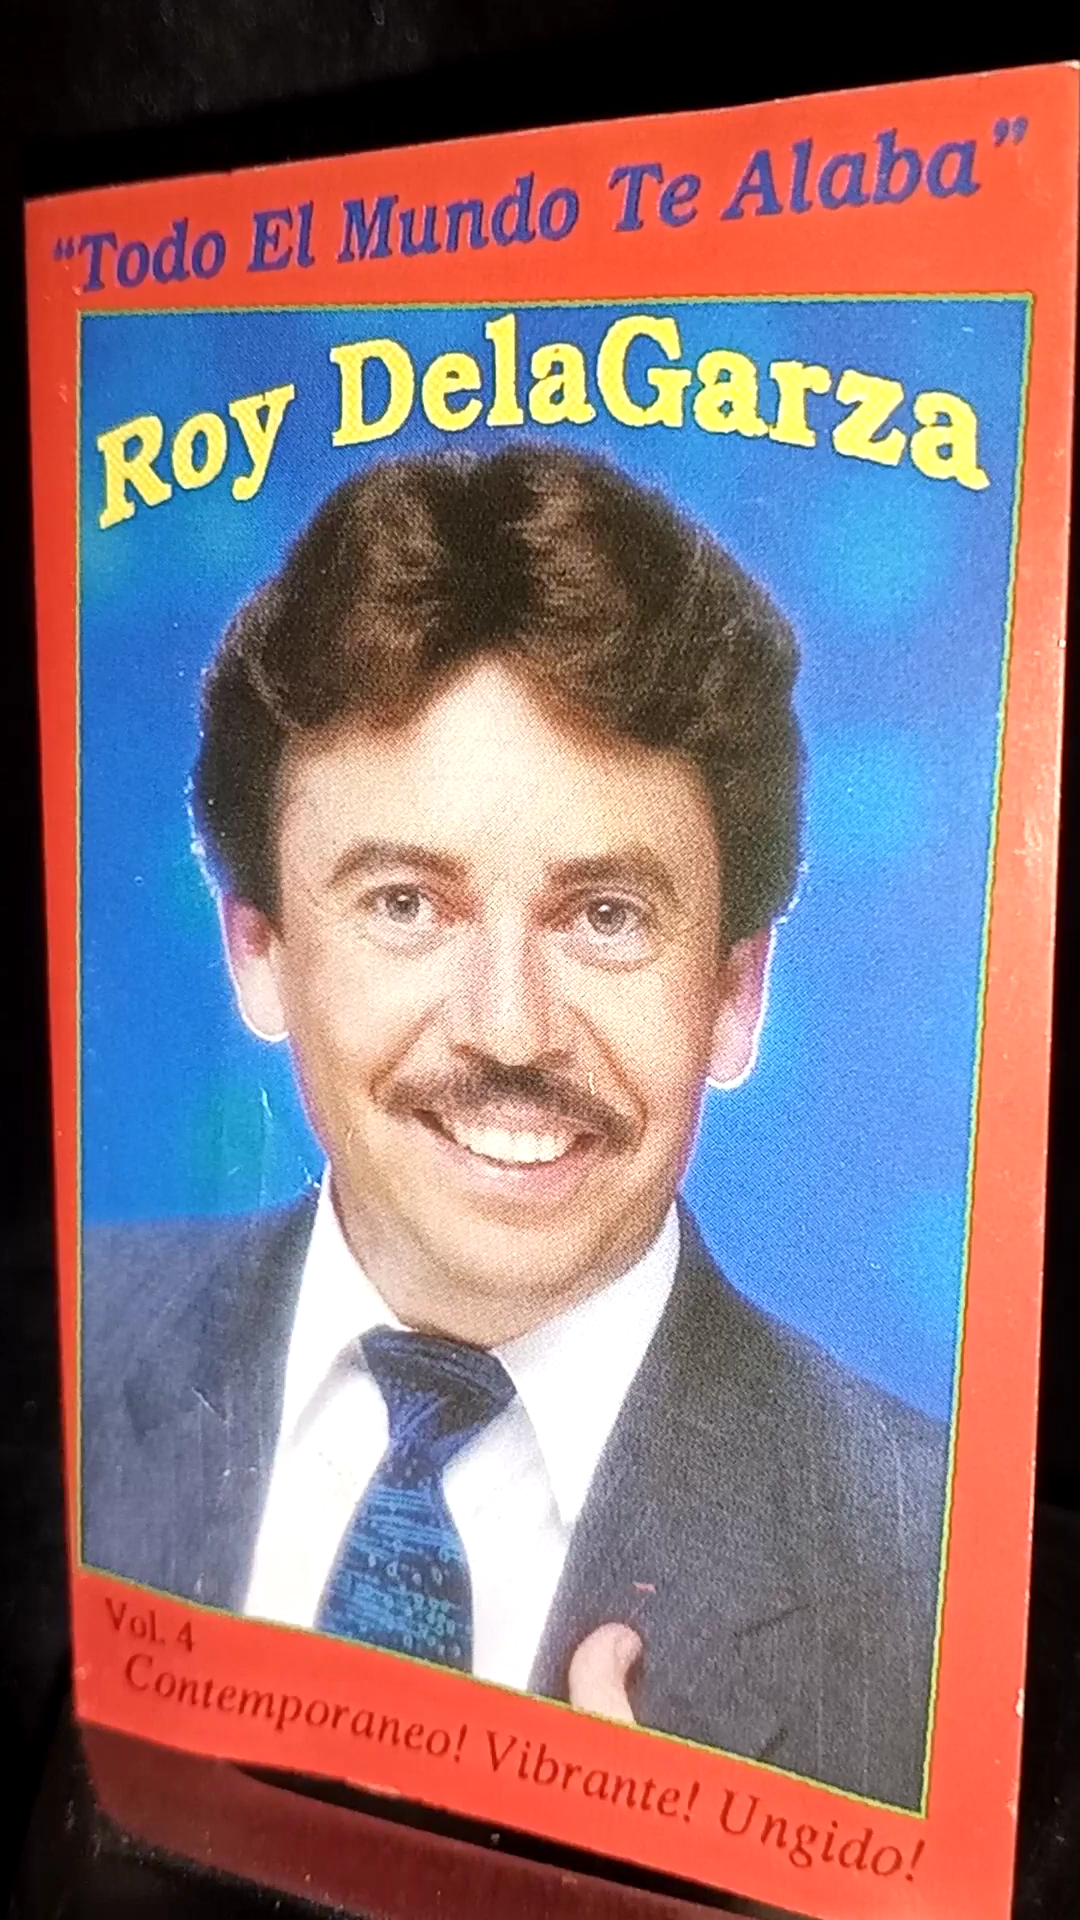 “Todo El Mundo Te Alaba”
Roy DelaGarza
Vol. 4
Contemporaneo! Vibrante! Ungido!